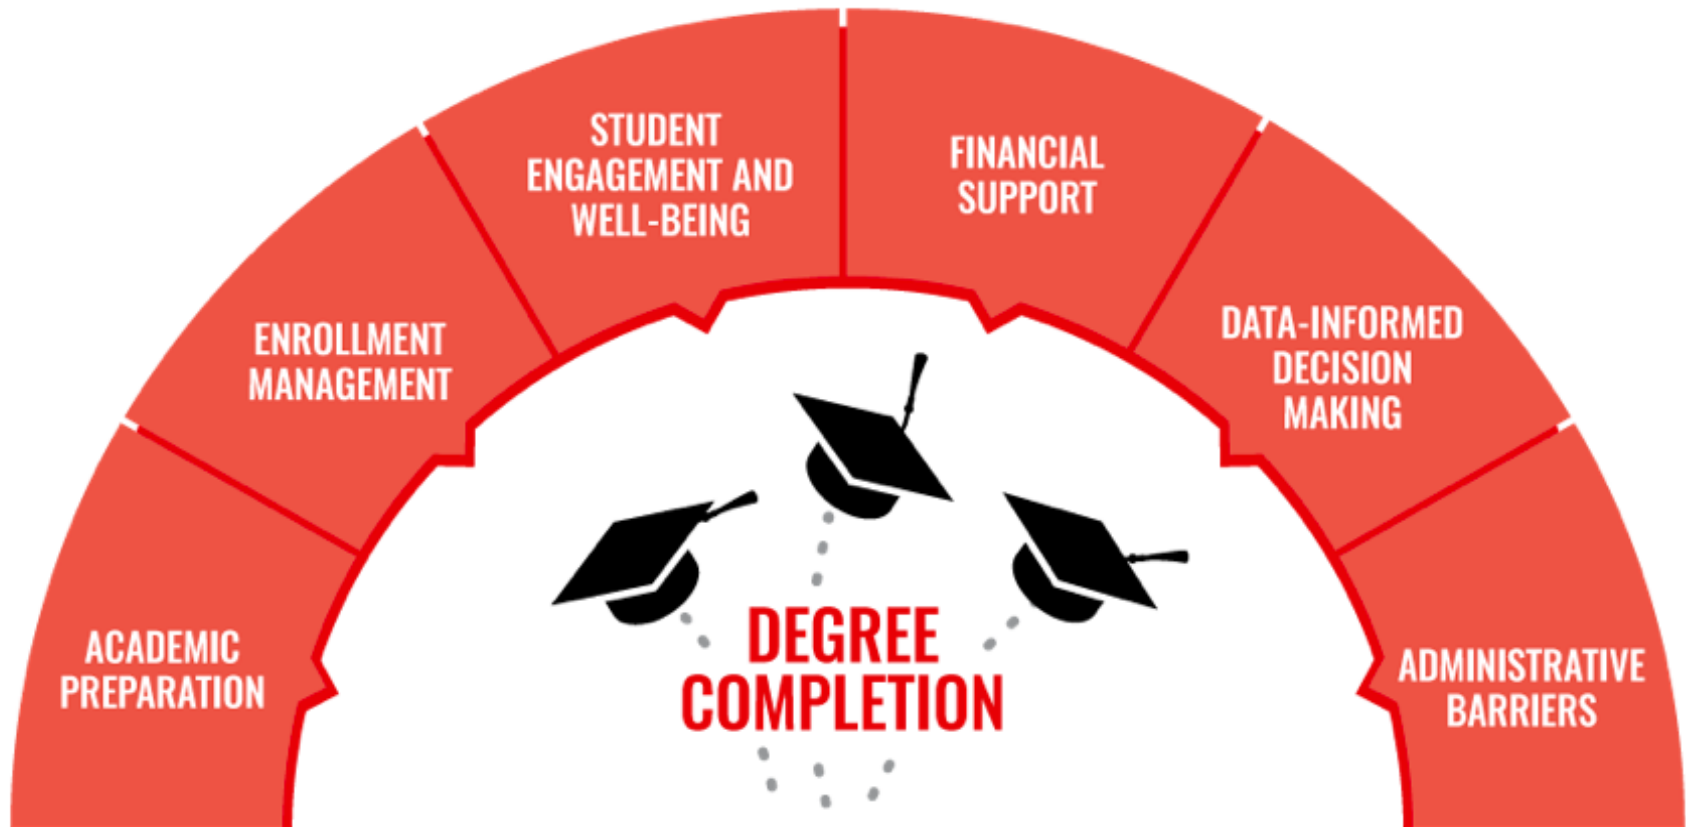 STUDENT
ENGAGEMENT AND
WELL-BEING
FINANCIAL
SUPPORT
ENROLLMENT
MANAGEMENT
DATA-INFORMED
DECISION
MAKING
ACADEMIC
PREPARATION
DEGREE
COMPLETION
ADMINISTRATIVE
BARRIERS